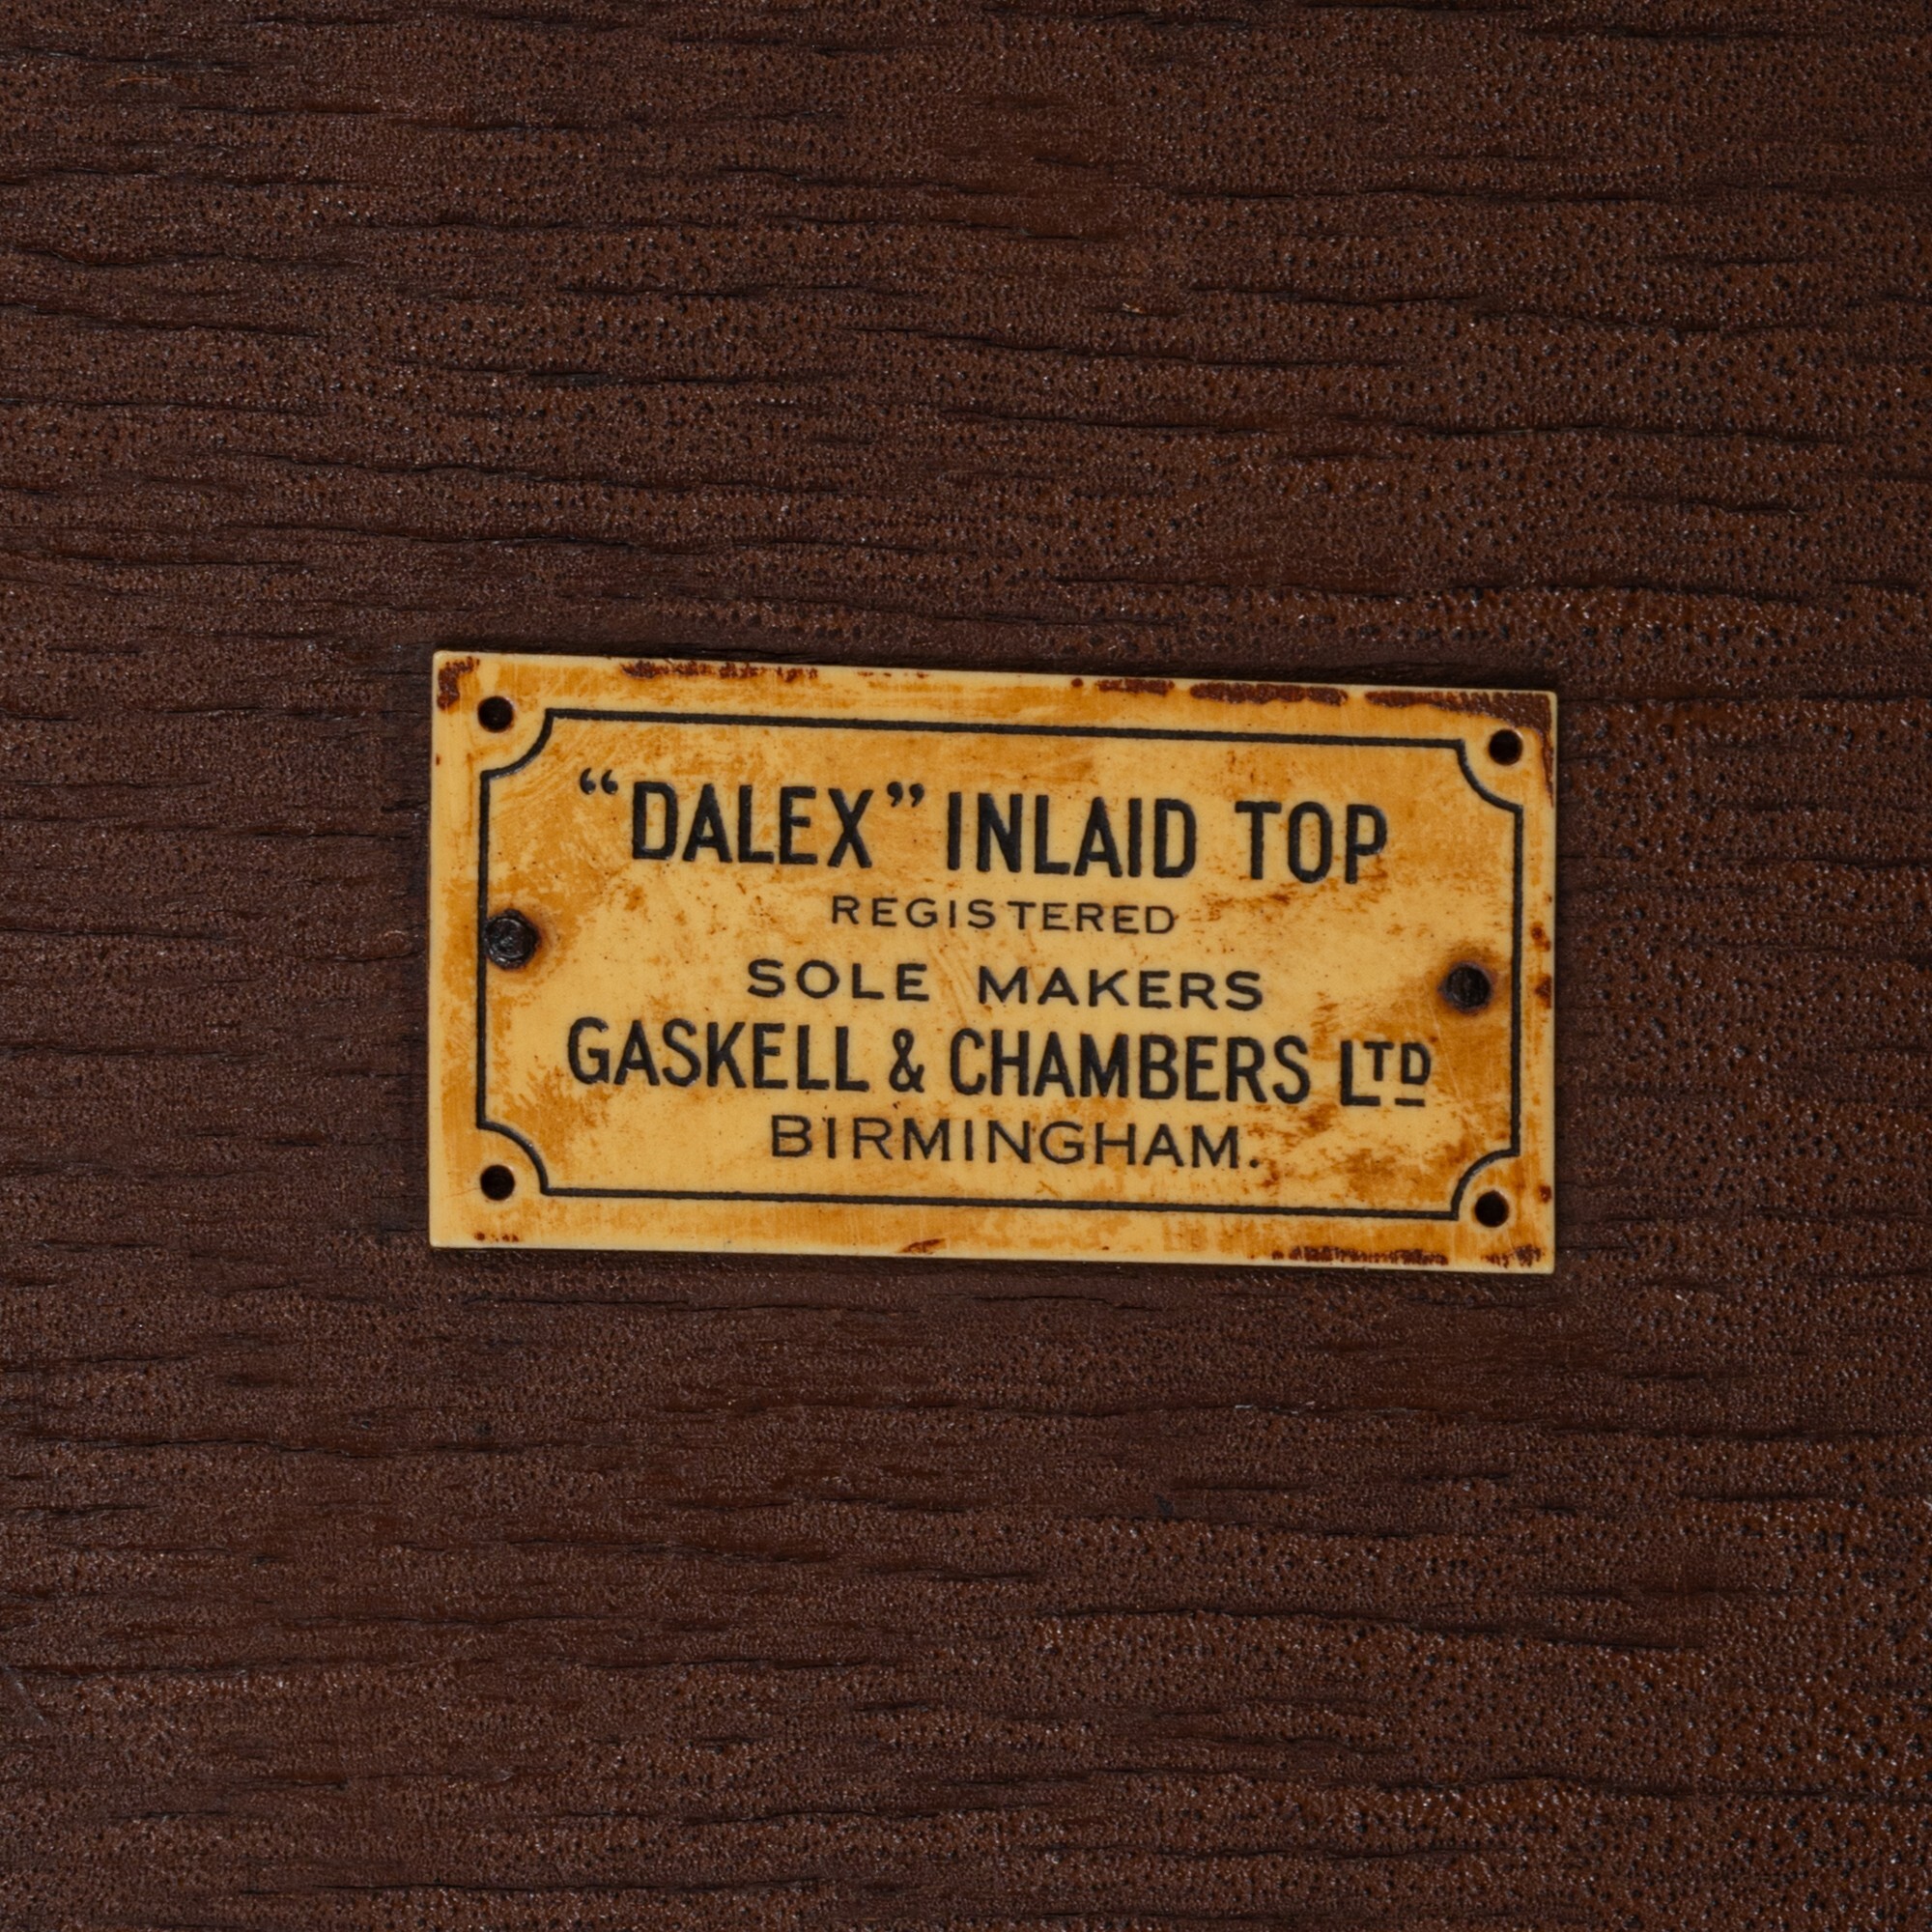 “DALEX” INLAID TOP
REGISTERED
SOLE MAKERS
GASKELL & CHAMBERS LTD
BIRMINGHAM.